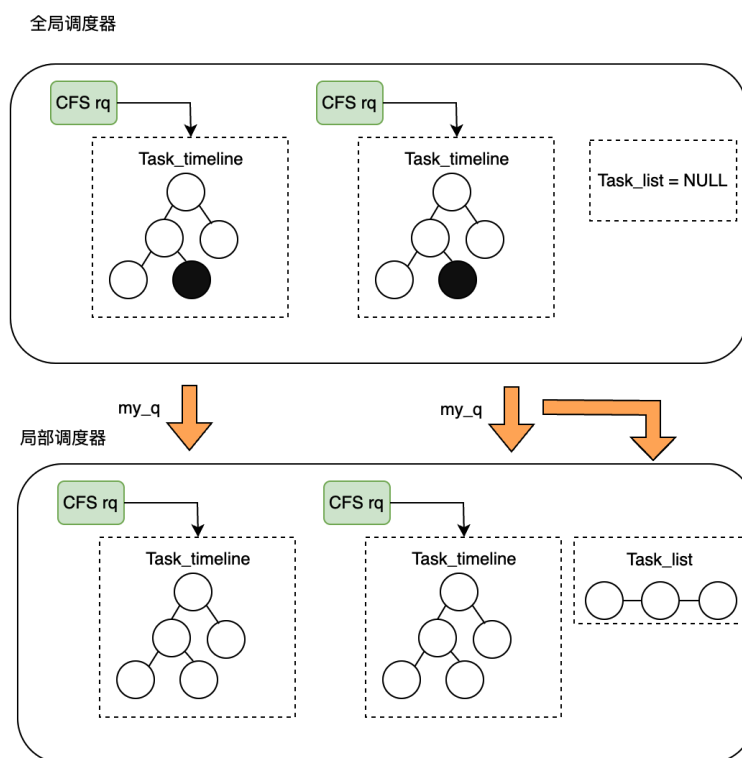 全局调度器
CFS rq
CFS rq
Task_timeline
Task_timeline
Task_list = NULL
my_q
my_q
局部调度器
CFS rq
CFS rq
Task_timeline
Task_timeline
Task_list